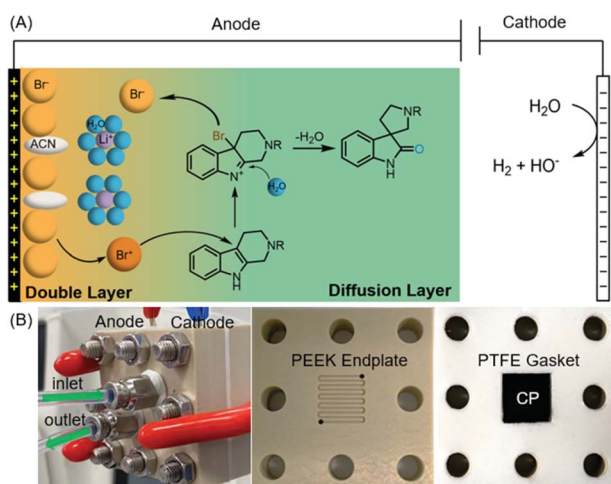 (A)
Anode
Cathode
Br⁻
Br⁻
H₂O
Li⁺
ACN
Br
NR
N⁺
H₂O
-H₂O
NR
O
N
H
H₂O
H₂ + HO⁻
Br⁺
NR
N
H
Double Layer
Diffusion Layer
(B)
Anode
Cathode
inlet
outlet
PEEK Endplate
PTFE Gasket
CP